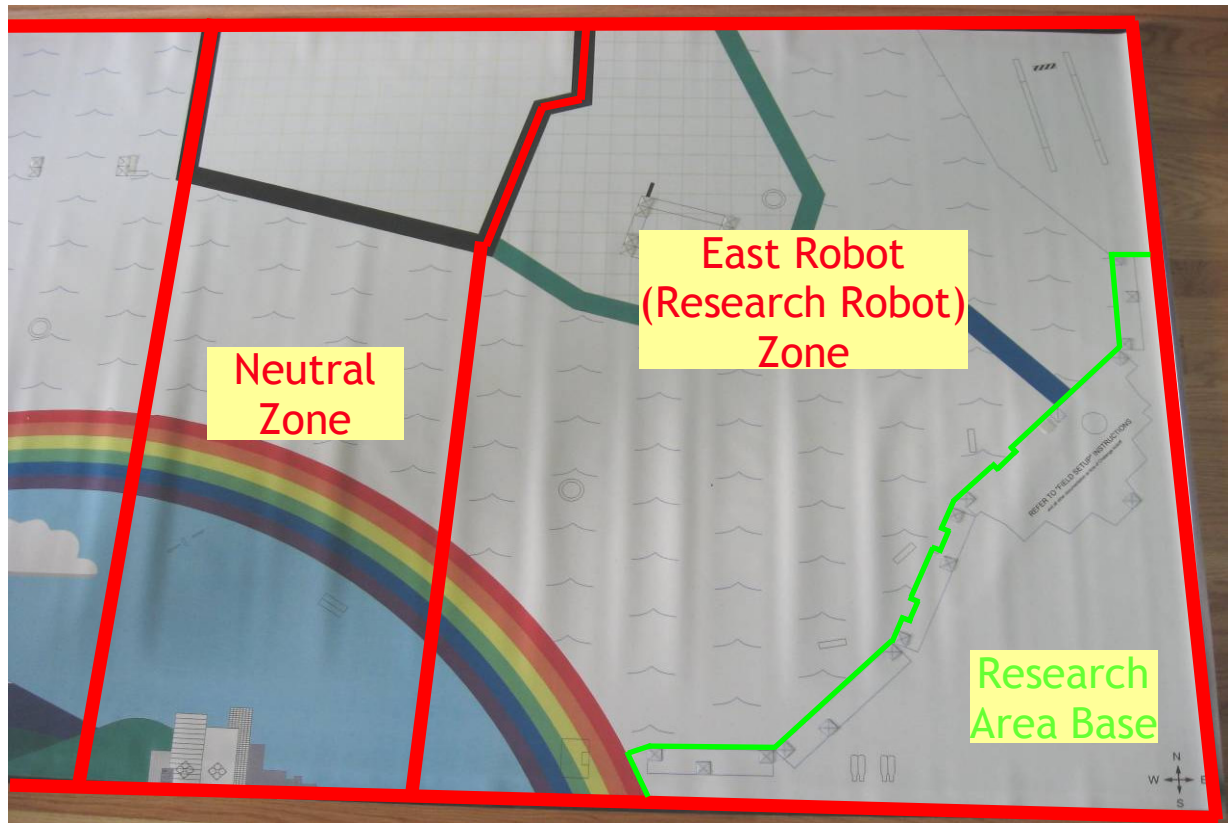 East Robot
(Research Robot)
Zone
Neutral
Zone
REFER TO "FIELD SETUP" INSTRUCTIONS
Research
Area Base
N
W E
S